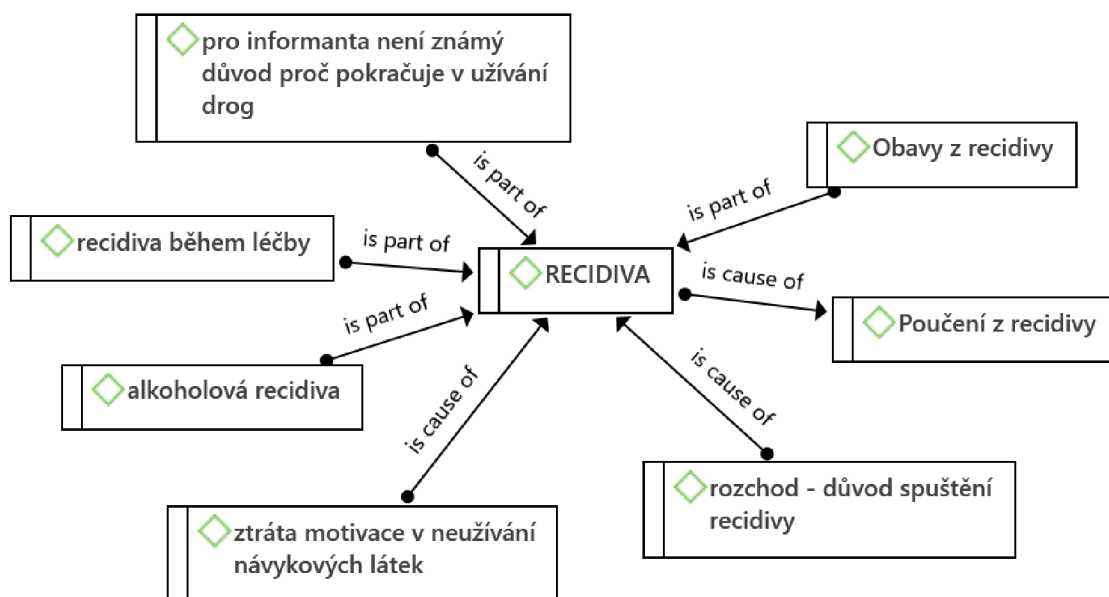 pro informanta není známý
důvod proč pokračuje v užívání
drog
is part of
Obavy z recidivy
is part of
recidiva během léčby
is part of
RECIDIVA
is cause of
Poučení z recidivy
is part of
alkoholová recidiva
is cause of
is cause of
rozchod - důvod spuštění
recidivy
ztráta motivace v neužívání
návykových látek